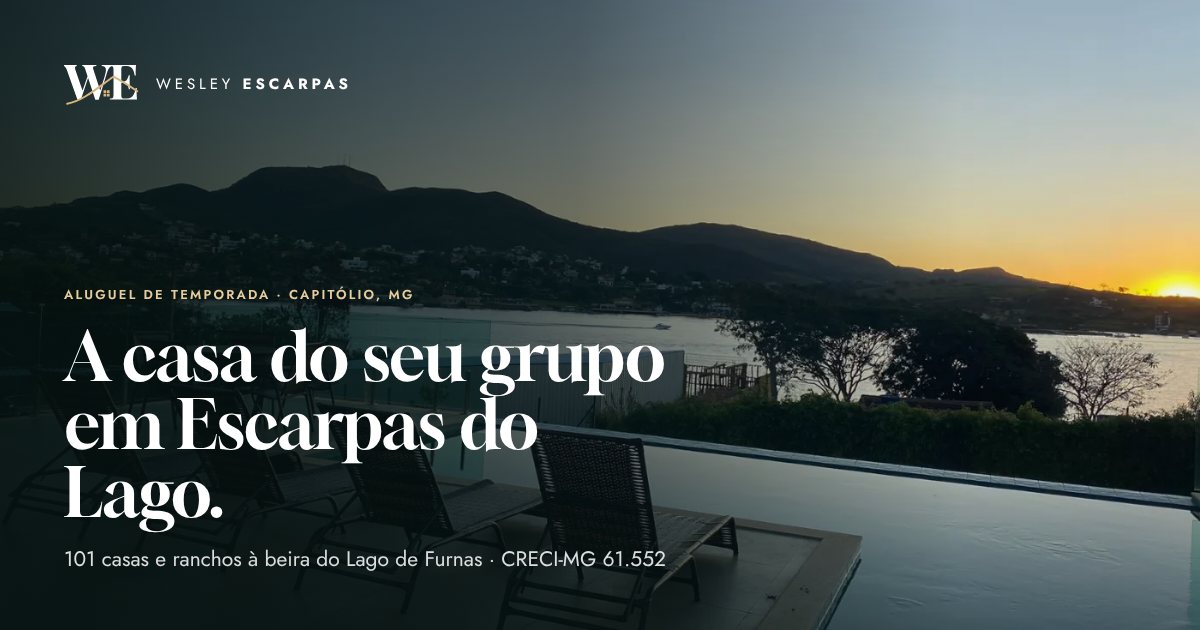 WE WESLEY ESCARPAS
ALUGUEL DE TEMPORADA · CAPITÓLIO, MG
A casa do seu grupo
em Escarpas do
Lago.
101 casas e ranchos à beira do Lago de Furnas · CRECI-MG 61.552